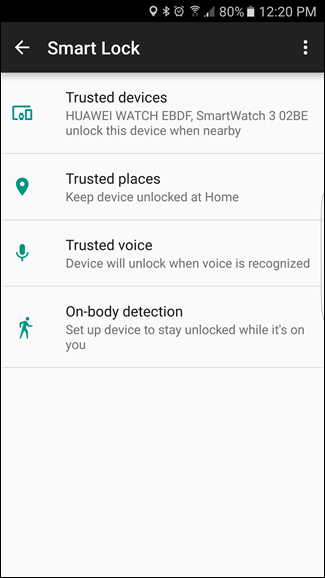 80% 12:20 PM
Smart Lock
Trusted devices
HUAWEI WATCH EBDF, SmartWatch 3 02BE
unlock this device when nearby
Trusted places
Keep device unlocked at Home
Trusted voice
Device will unlock when voice is recognized
On-body detection
Set up device to stay unlocked while it's on
you